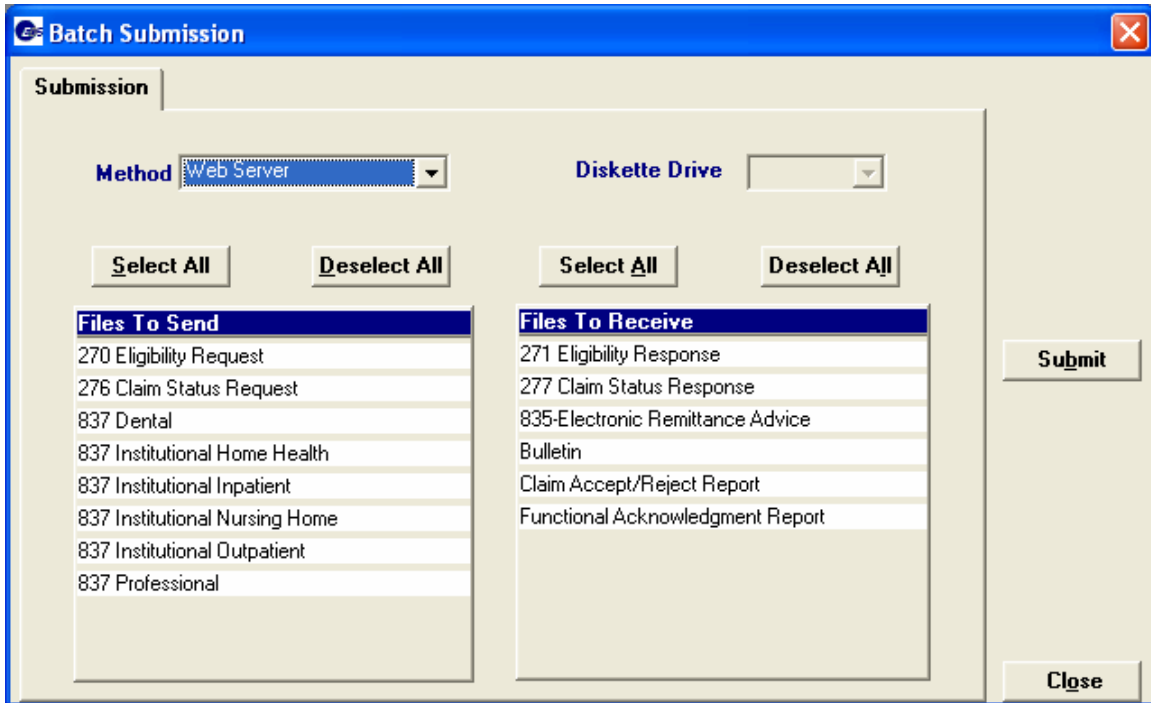 Batch Submission
Submission
Method Web Server Diskette Drive
Select All Deselect All Select All Deselect All
Files To Send
270 Eligibility Request
276 Claim Status Request
837 Dental
837 Institutional Home Health
837 Institutional Inpatient
837 Institutional Nursing Home
837 Institutional Outpatient
837 Professional
Files To Receive
271 Eligibility Response
277 Claim Status Response
835-Electronic Remittance Advice
Bulletin
Claim Accept/Reject Report
Functional Acknowledgment Report
Submit
Close